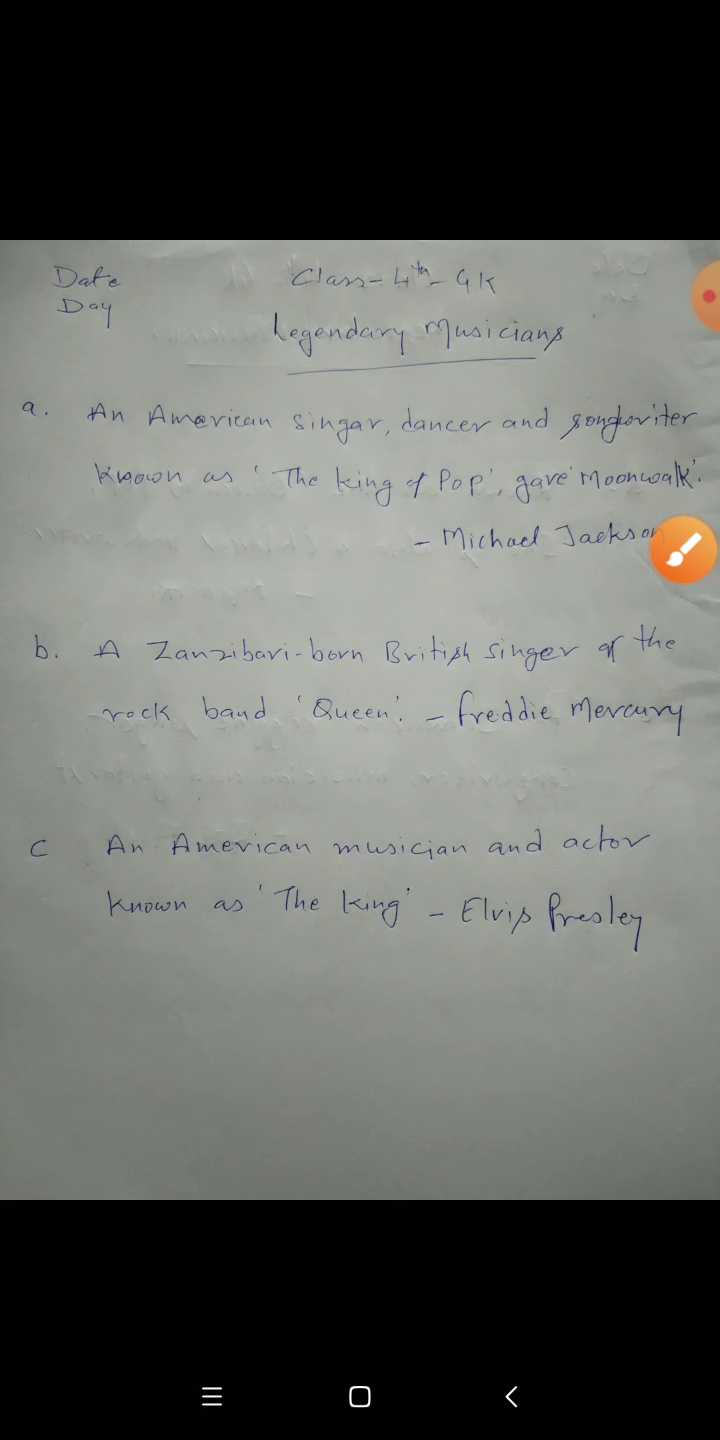 Date
Class-4th-GK
Day
Legendary Musicians
a. An American singar, dancer and songwriter
known as 'The king of Pop', gave 'Moonwalk'.
- Michael Jackson
b. A Zanzibari-born British singer of the
rock band 'Queen'. - freddie Mercury
c An American musician and actor
known as 'The king' - Elvis Presley